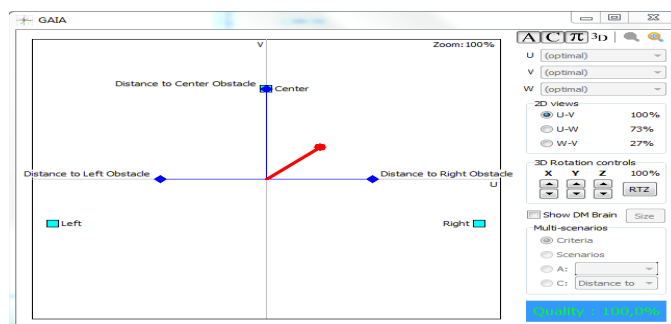 GAIA
V
Zoom: 100%
Distance to Center Obstacle
Center
Distance to Left Obstacle
Distance to Right Obstacle
U
Left
Right
A C π 3D
U (optimal)
V (optimal)
W (optimal)
2D views
U-V 100%
U-W 73%
W-V 27%
3D Rotation controls
X Y Z 100%
RTZ
Show DM Brain Size
Multi-scenarios
Criteria
Scenarios
A:
C: Distance to
Quality : 100,0%